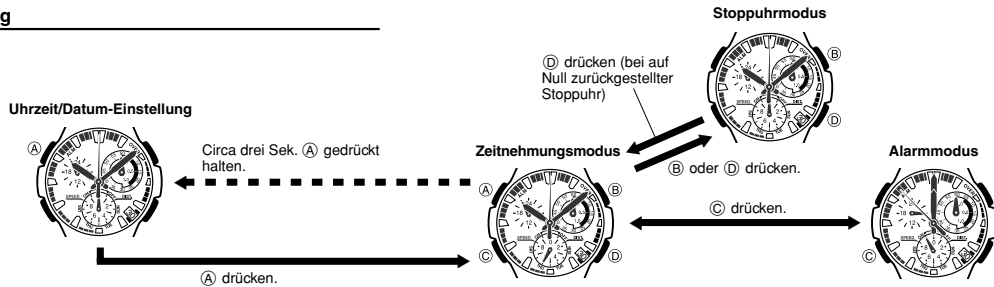 g
Stoppuhrmodus
Ⓑ
Ⓓ drücken (bei auf
Null zurückgestellter
Stoppuhr)
Ⓓ
Uhrzeit/Datum-Einstellung
Ⓐ
Circa drei Sek. Ⓐ gedrückt
halten.
Zeitnehmungsmodus
Ⓑ oder Ⓓ drücken.
Alarmmodus
Ⓐ
Ⓑ
Ⓒ drücken.
Ⓒ
Ⓓ
Ⓒ
Ⓐ drücken.